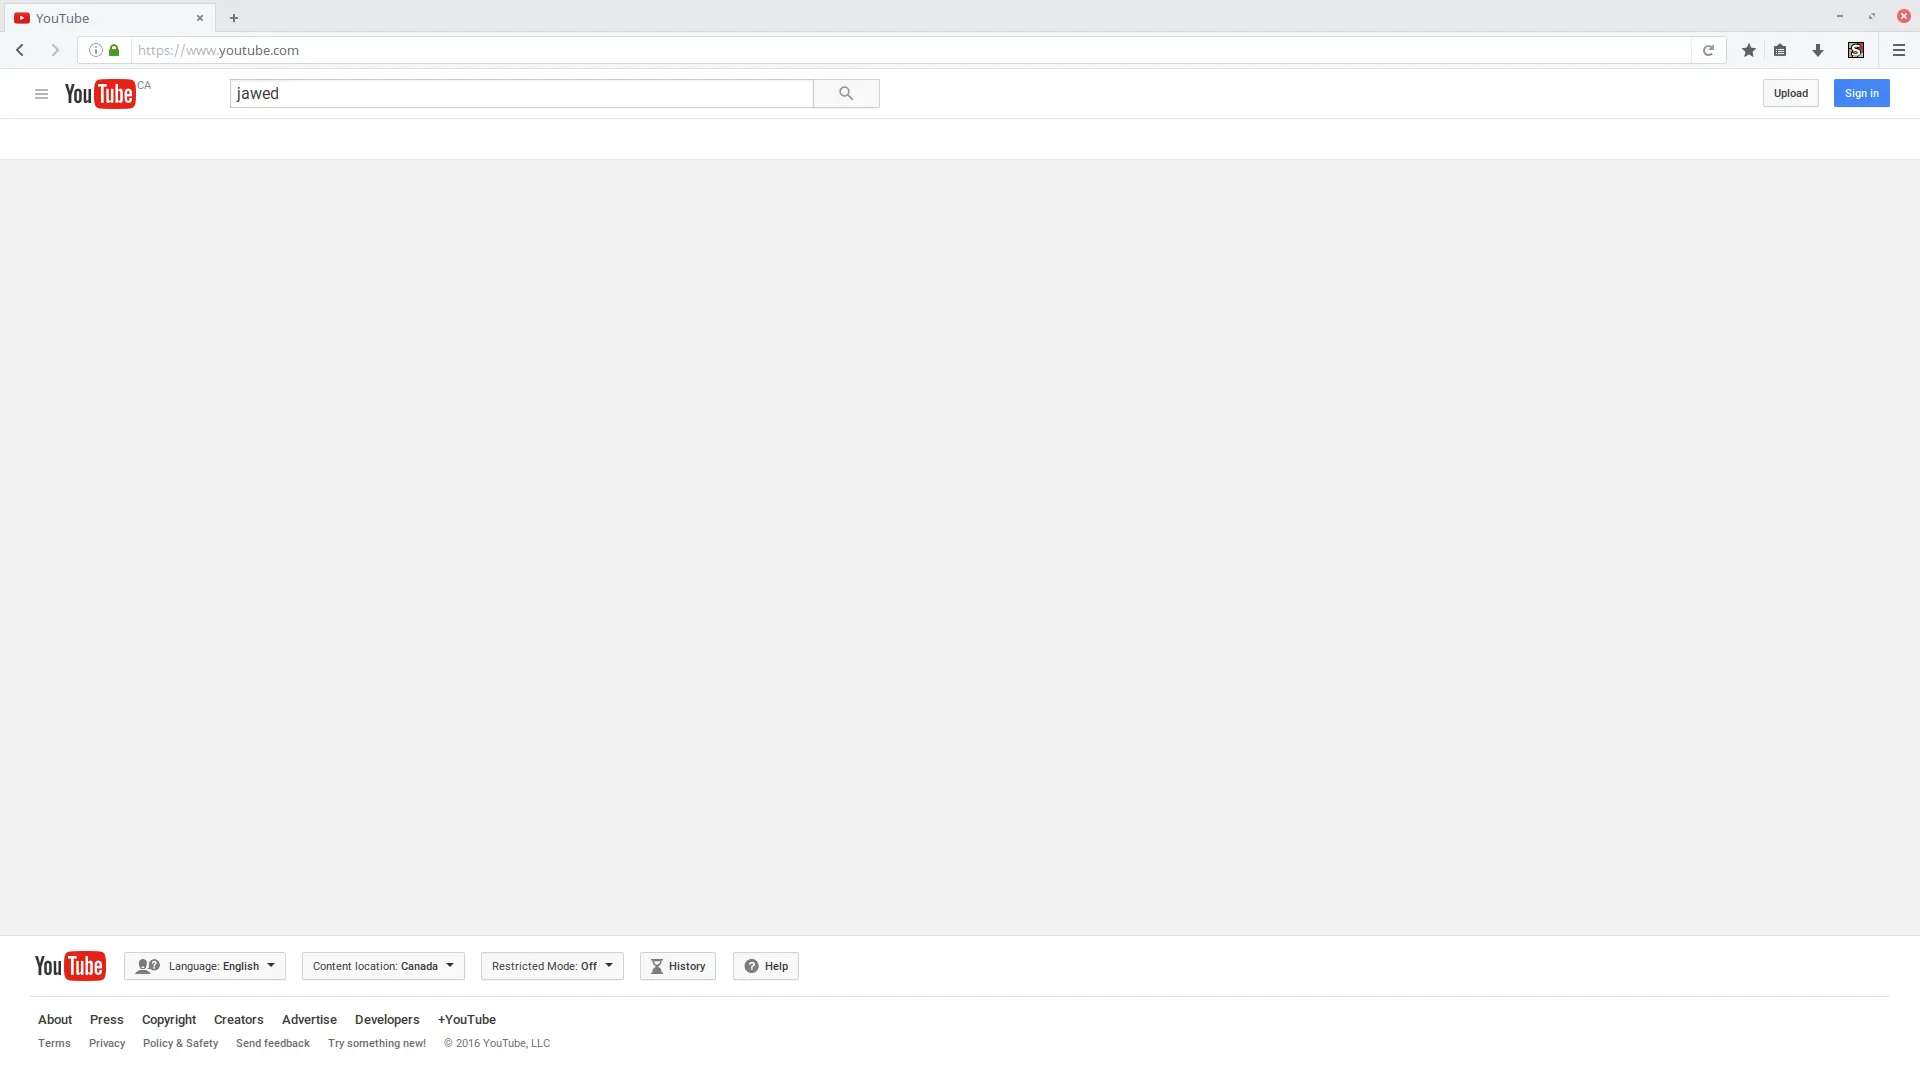 YouTube
https://www.youtube.com
YouTube CA
jawed
Upload
Sign in
YouTube
Language: English
Content location: Canada
Restricted Mode: Off
History
Help
About Press Copyright Creators Advertise Developers +YouTube
Terms Privacy Policy & Safety Send feedback Try something new! © 2016 YouTube, LLC